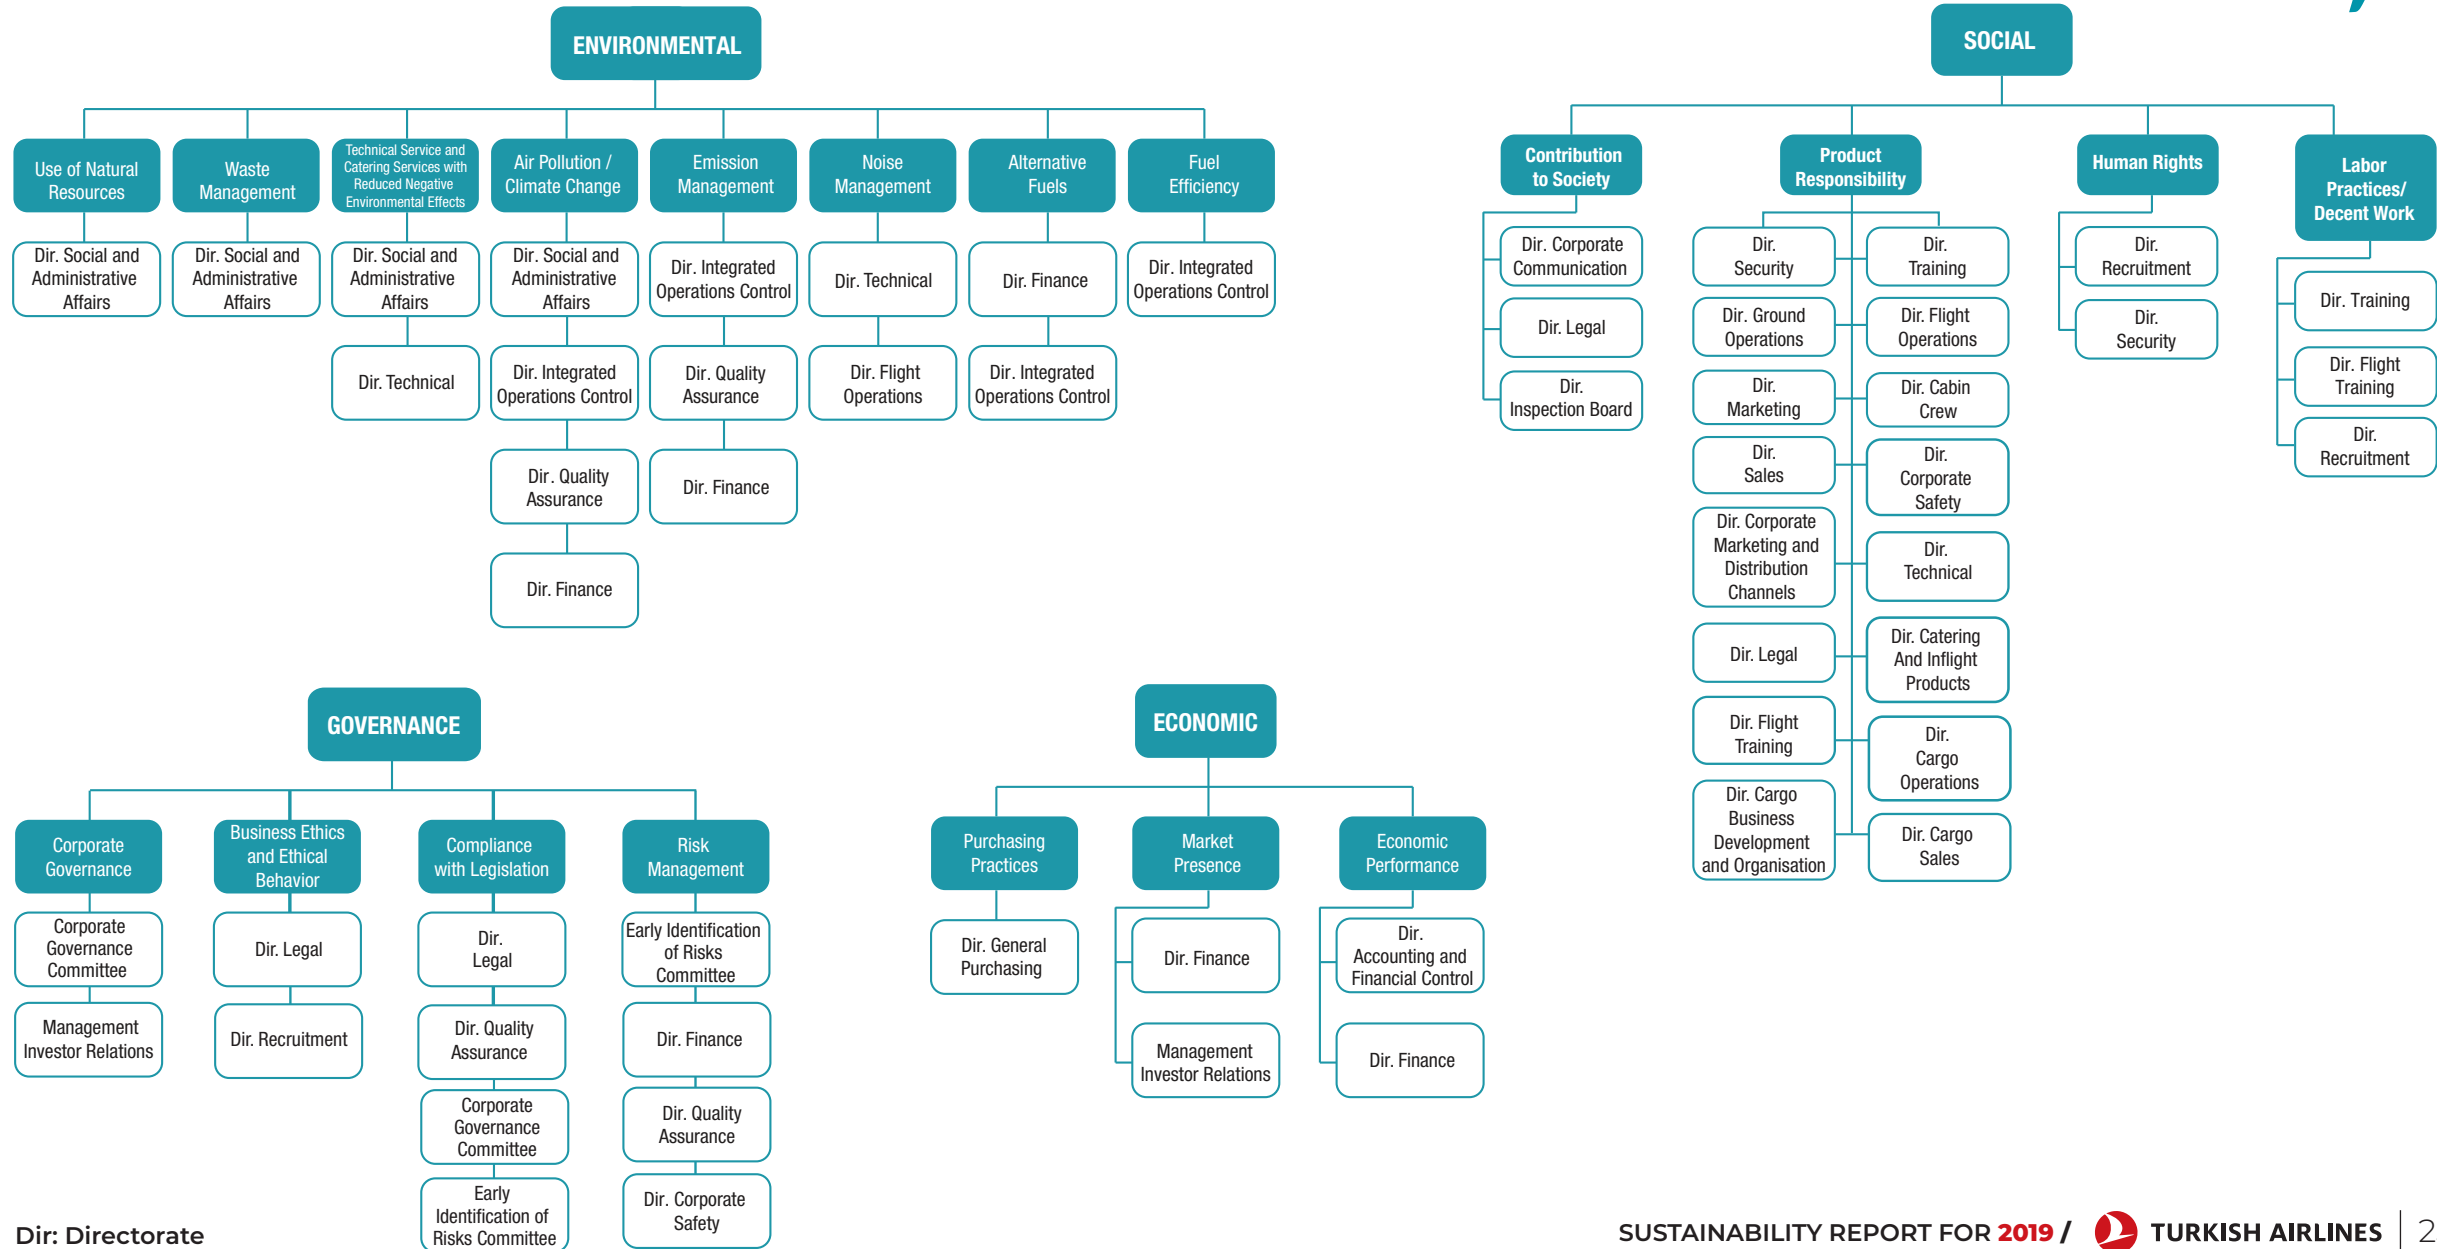 ENVIRONMENTAL
Use of Natural
Resources
Dir. Social and
Administrative
Affairs
Waste
Management
Dir. Social and
Administrative
Affairs
Technical Service and
Catering Services with
Reduced Negative
Environmental Effects
Dir. Social and
Administrative
Affairs
Dir. Technical
Air Pollution /
Climate Change
Dir. Social and
Administrative
Affairs
Dir. Integrated
Operations Control
Dir. Quality
Assurance
Dir. Finance
Emission
Management
Dir. Integrated
Operations Control
Dir. Quality
Assurance
Dir. Finance
Noise
Management
Dir. Technical
Dir. Flight
Operations
Alternative
Fuels
Dir. Finance
Dir. Integrated
Operations Control
Fuel
Efficiency
Dir. Integrated
Operations Control
SOCIAL
Contribution
to Society
Dir. Corporate
Communication
Dir. Legal
Dir.
Inspection Board
Product
Responsibility
Dir.
Security
Dir.
Training
Dir. Ground
Operations
Dir. Flight
Operations
Dir.
Marketing
Dir. Cabin
Crew
Dir.
Sales
Dir.
Corporate
Safety
Dir. Corporate
Marketing and
Distribution
Channels
Dir.
Technical
Dir. Legal
Dir. Catering
And Inflight
Products
Dir. Flight
Training
Dir.
Cargo
Operations
Dir. Cargo
Business
Development
and Organisation
Dir. Cargo
Sales
Human Rights
Dir.
Recruitment
Dir.
Security
Labor
Practices/
Decent Work
Dir. Training
Dir. Flight
Training
Dir.
Recruitment
GOVERNANCE
Corporate
Governance
Corporate
Governance
Committee
Management
Investor Relations
Business Ethics
and Ethical
Behavior
Dir. Legal
Dir. Recruitment
Compliance
with Legislation
Dir.
Legal
Dir. Quality
Assurance
Corporate
Governance
Committee
Early
Identification of
Risks Committee
Risk
Management
Early Identification
of Risks
Committee
Dir. Finance
Dir. Quality
Assurance
Dir. Corporate
Safety
ECONOMIC
Purchasing
Practices
Dir. General
Purchasing
Market
Presence
Dir. Finance
Management
Investor Relations
Economic
Performance
Dir.
Accounting and
Financial Control
Dir. Finance
Dir: Directorate
SUSTAINABILITY REPORT FOR 2019 / TURKISH AIRLINES | 2